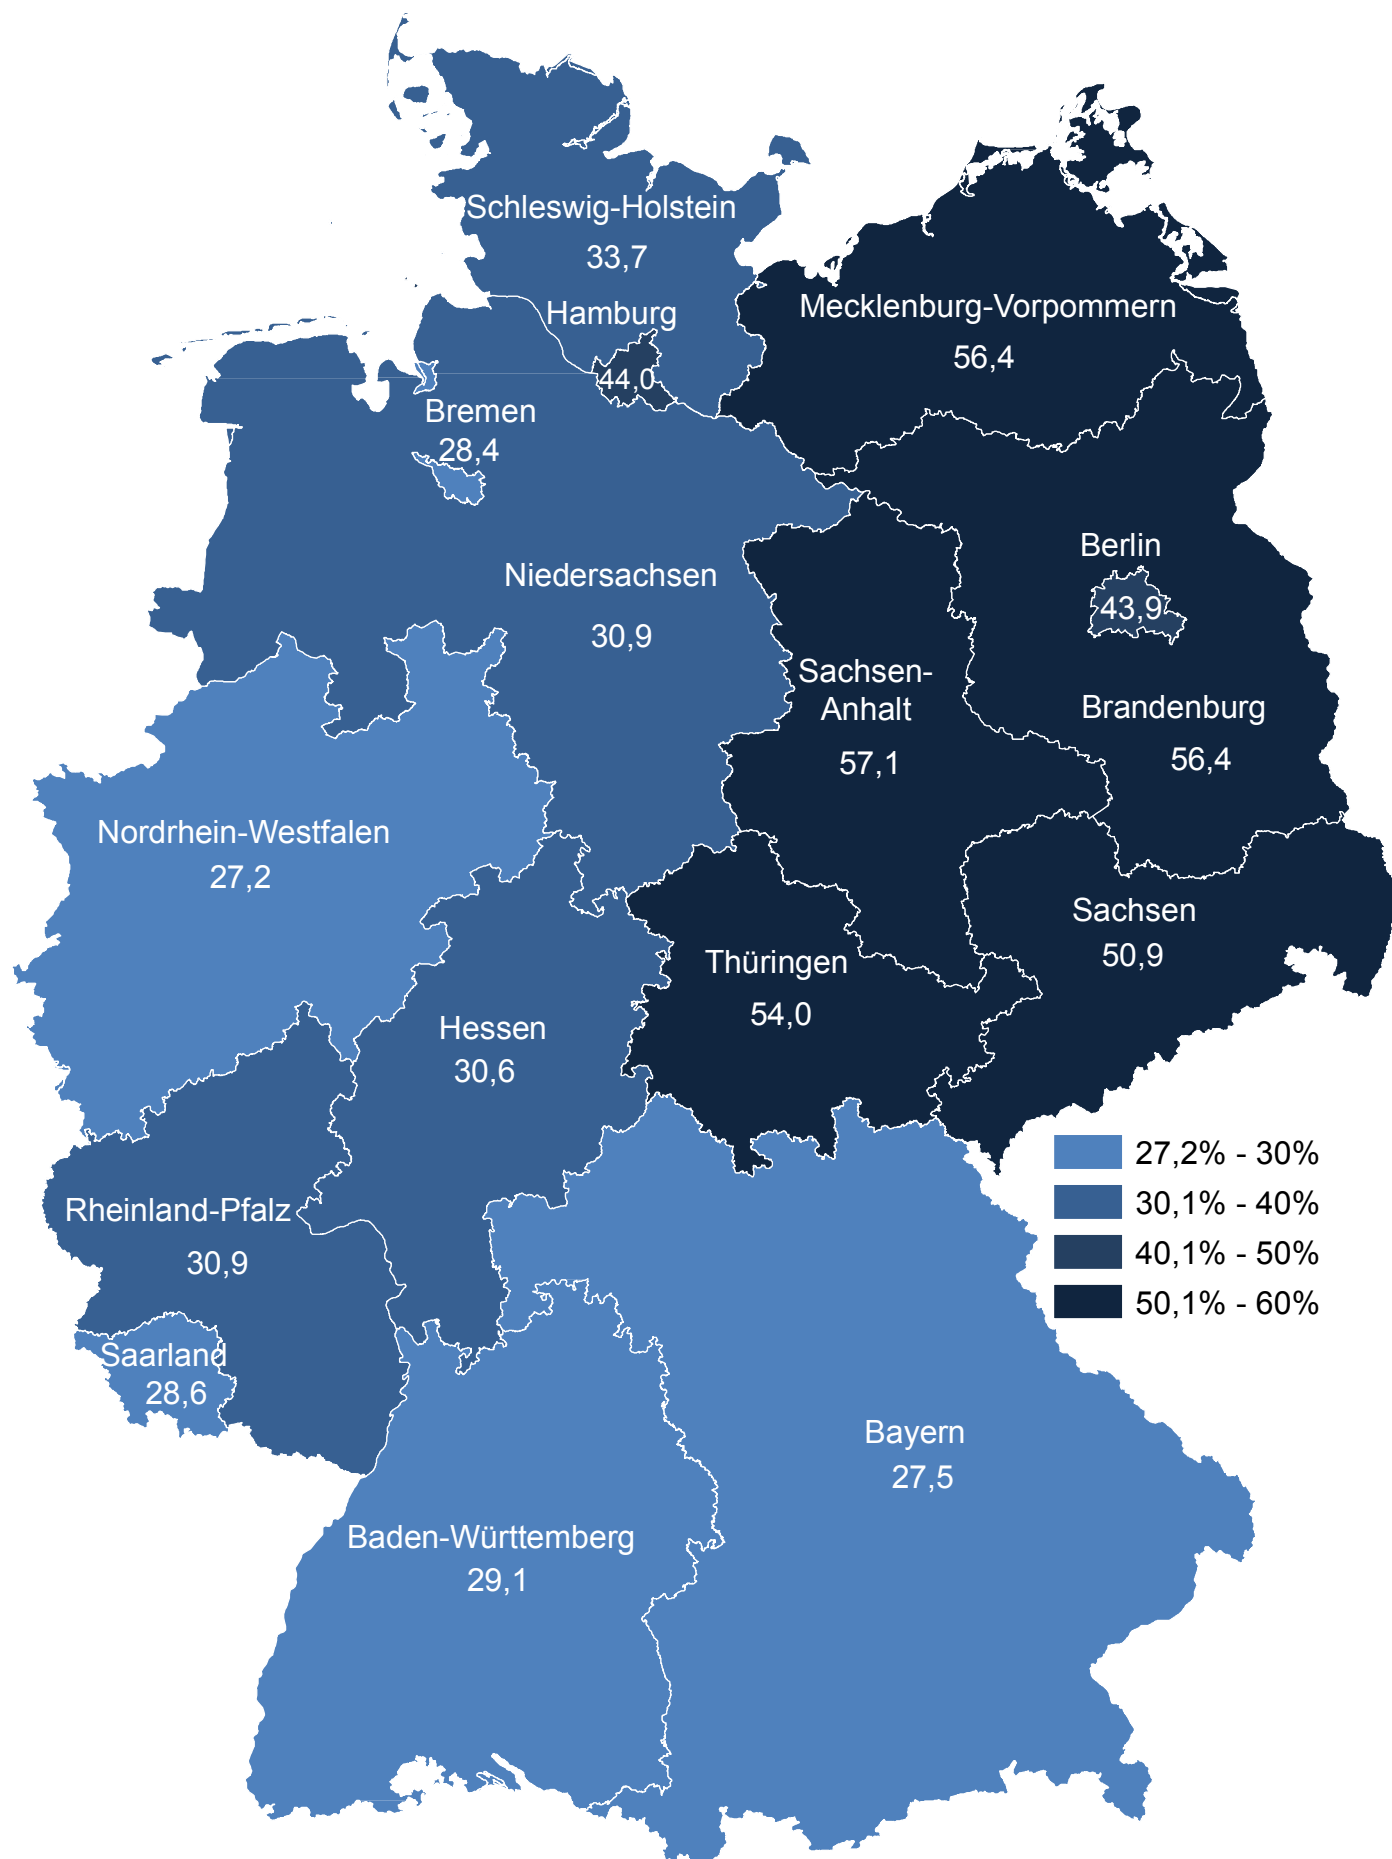 Schleswig-Holstein
33,7
Hamburg
44,0
Mecklenburg-Vorpommern
56,4
Bremen
28,4
Niedersachsen
30,9
Berlin
43,9
Sachsen-
Anhalt
57,1
Brandenburg
56,4
Nordrhein-Westfalen
27,2
Sachsen
50,9
Thüringen
54,0
Hessen
30,6
Rheinland-Pfalz
30,9
Saarland
28,6
Bayern
27,5
Baden-Württemberg
29,1
27,2% - 30%
30,1% - 40%
40,1% - 50%
50,1% - 60%